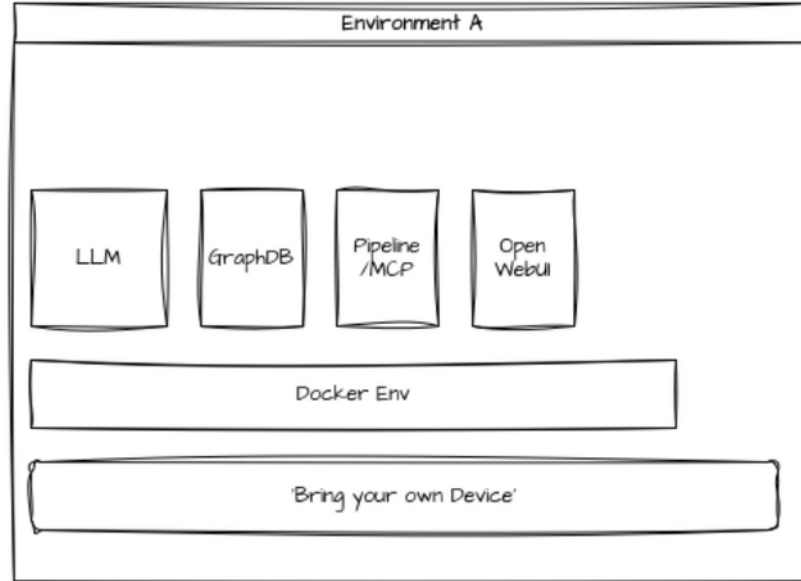 Environment A
LLM
GraphDB
Pipeline
/MCP
Open
WebUI
Docker Env
'Bring your own Device'